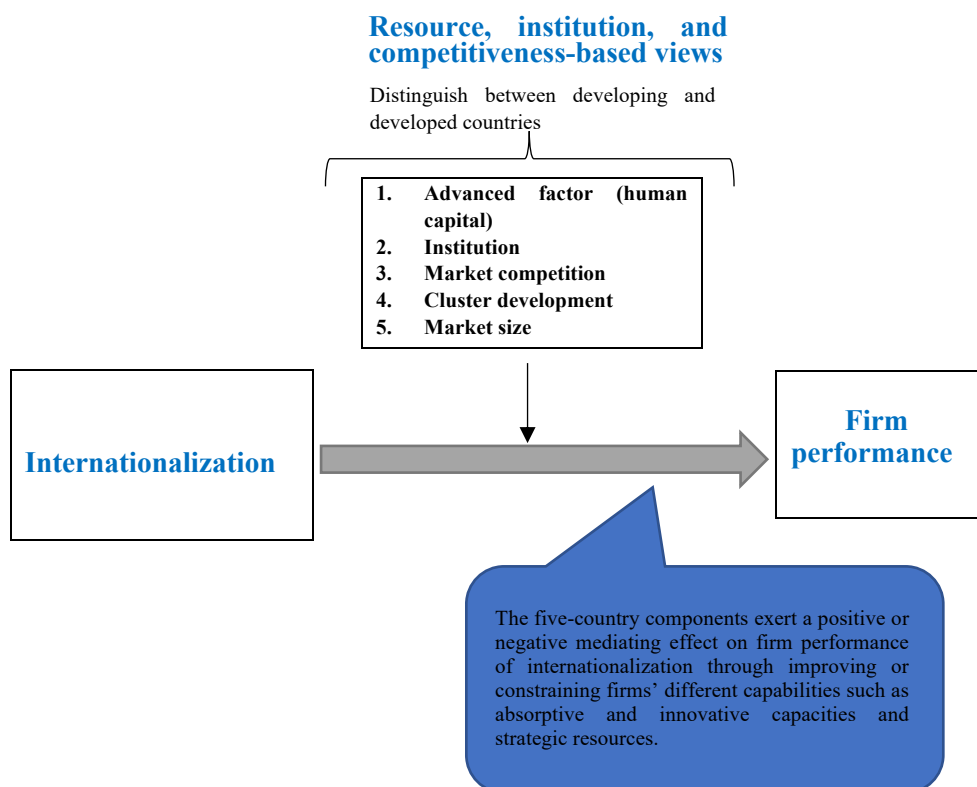 Resource, institution, and
competitiveness-based views
Distinguish between developing and
developed countries
1. Advanced factor (human
capital)
2. Institution
3. Market competition
4. Cluster development
5. Market size
Internationalization
Firm
performance
The five-country components exert a positive or
negative mediating effect on firm performance
of internationalization through improving or
constraining firms’ different capabilities such as
absorptive and innovative capacities and
strategic resources.